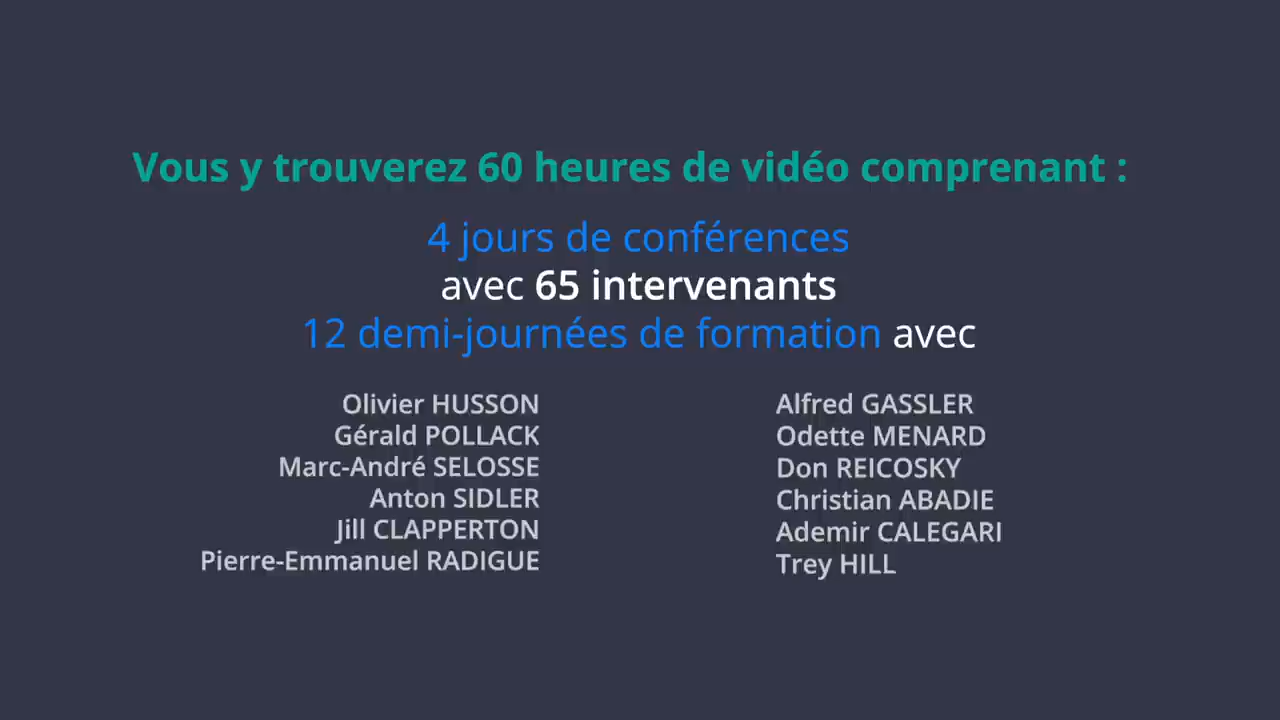 Vous y trouverez 60 heures de vidéo comprenant :
4 jours de conférences
avec 65 intervenants
12 demi-journées de formation avec
Olivier HUSSON
Gérald POLLACK
Marc-André SELOSSE
Anton SIDLER
Jill CLAPPERTON
Pierre-Emmanuel RADIGUE
Alfred GASSLER
Odette MENARD
Don REICOSKY
Christian ABADIE
Ademir CALEGARI
Trey HILL